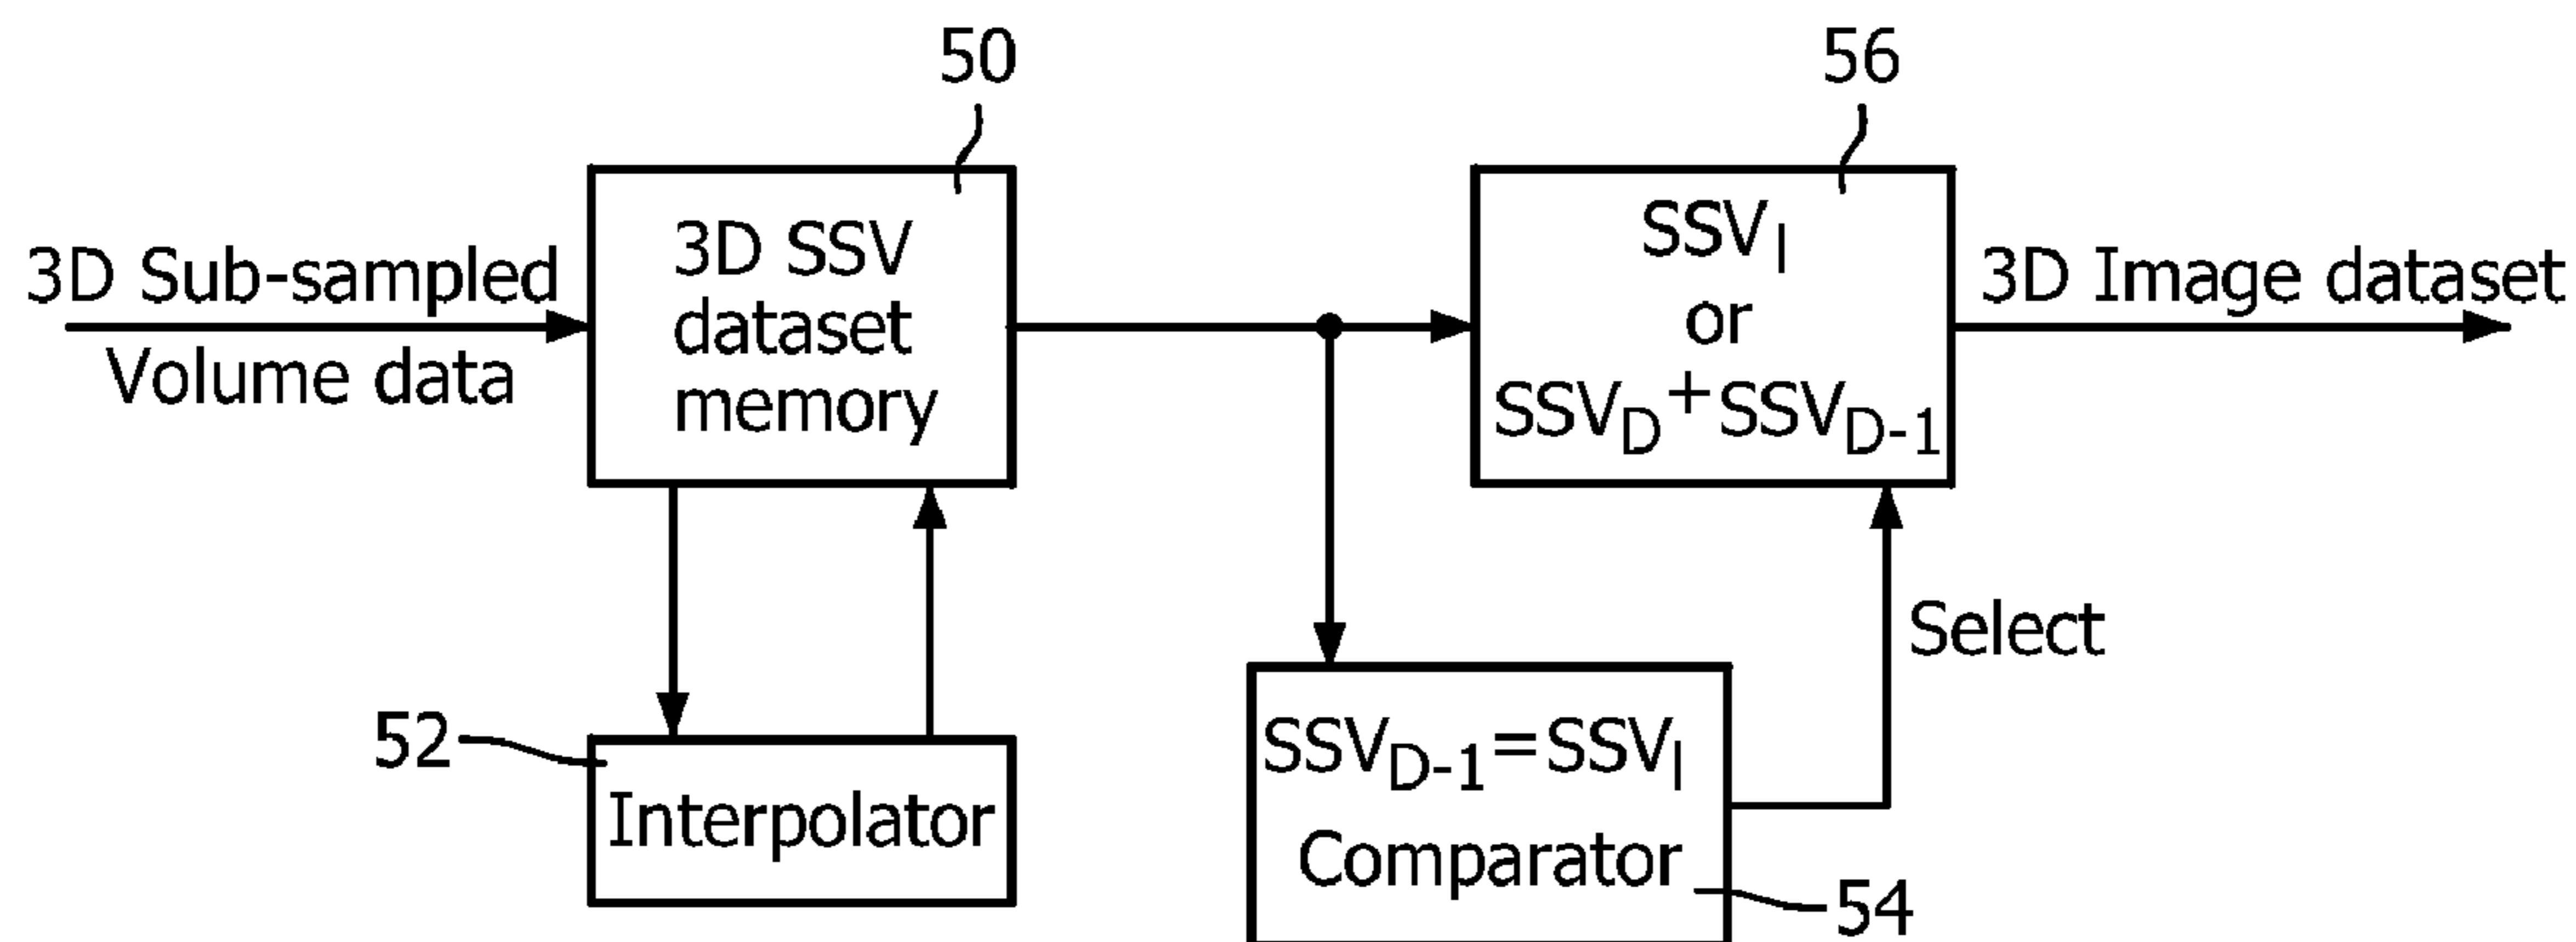 50
56
3D Sub-sampled
Volume data
3D SSV
dataset
memory
SSV_I
or
SSV_D + SSV_D-1
3D Image dataset
Select
52
Interpolator
SSV_D-1=SSV_I
Comparator
54